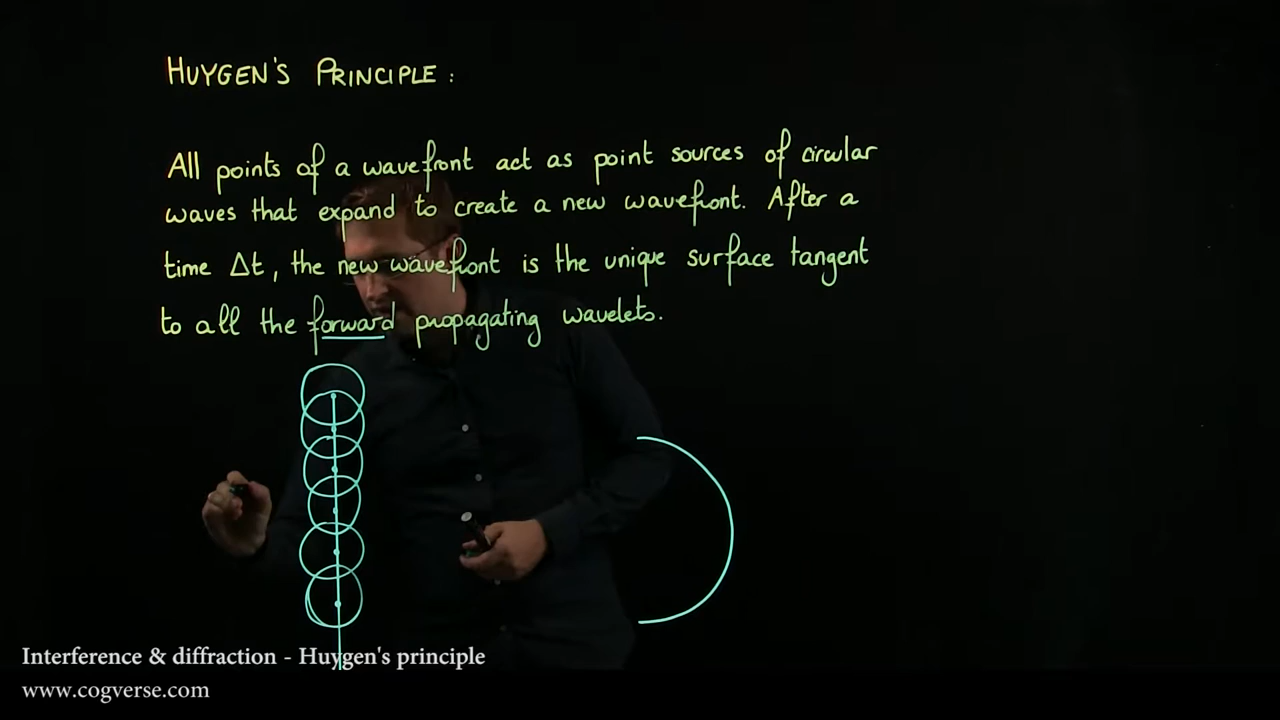 HUYGEN'S PRINCIPLE :
All points of a wavefront act as point sources of circular
waves that expand to create a new wavefront. After a
time Δt, the new wavefront is the unique surface tangent
to all the forward propagating wavelets.
Interference & diffraction - Huygen's principle
www.cogverse.com